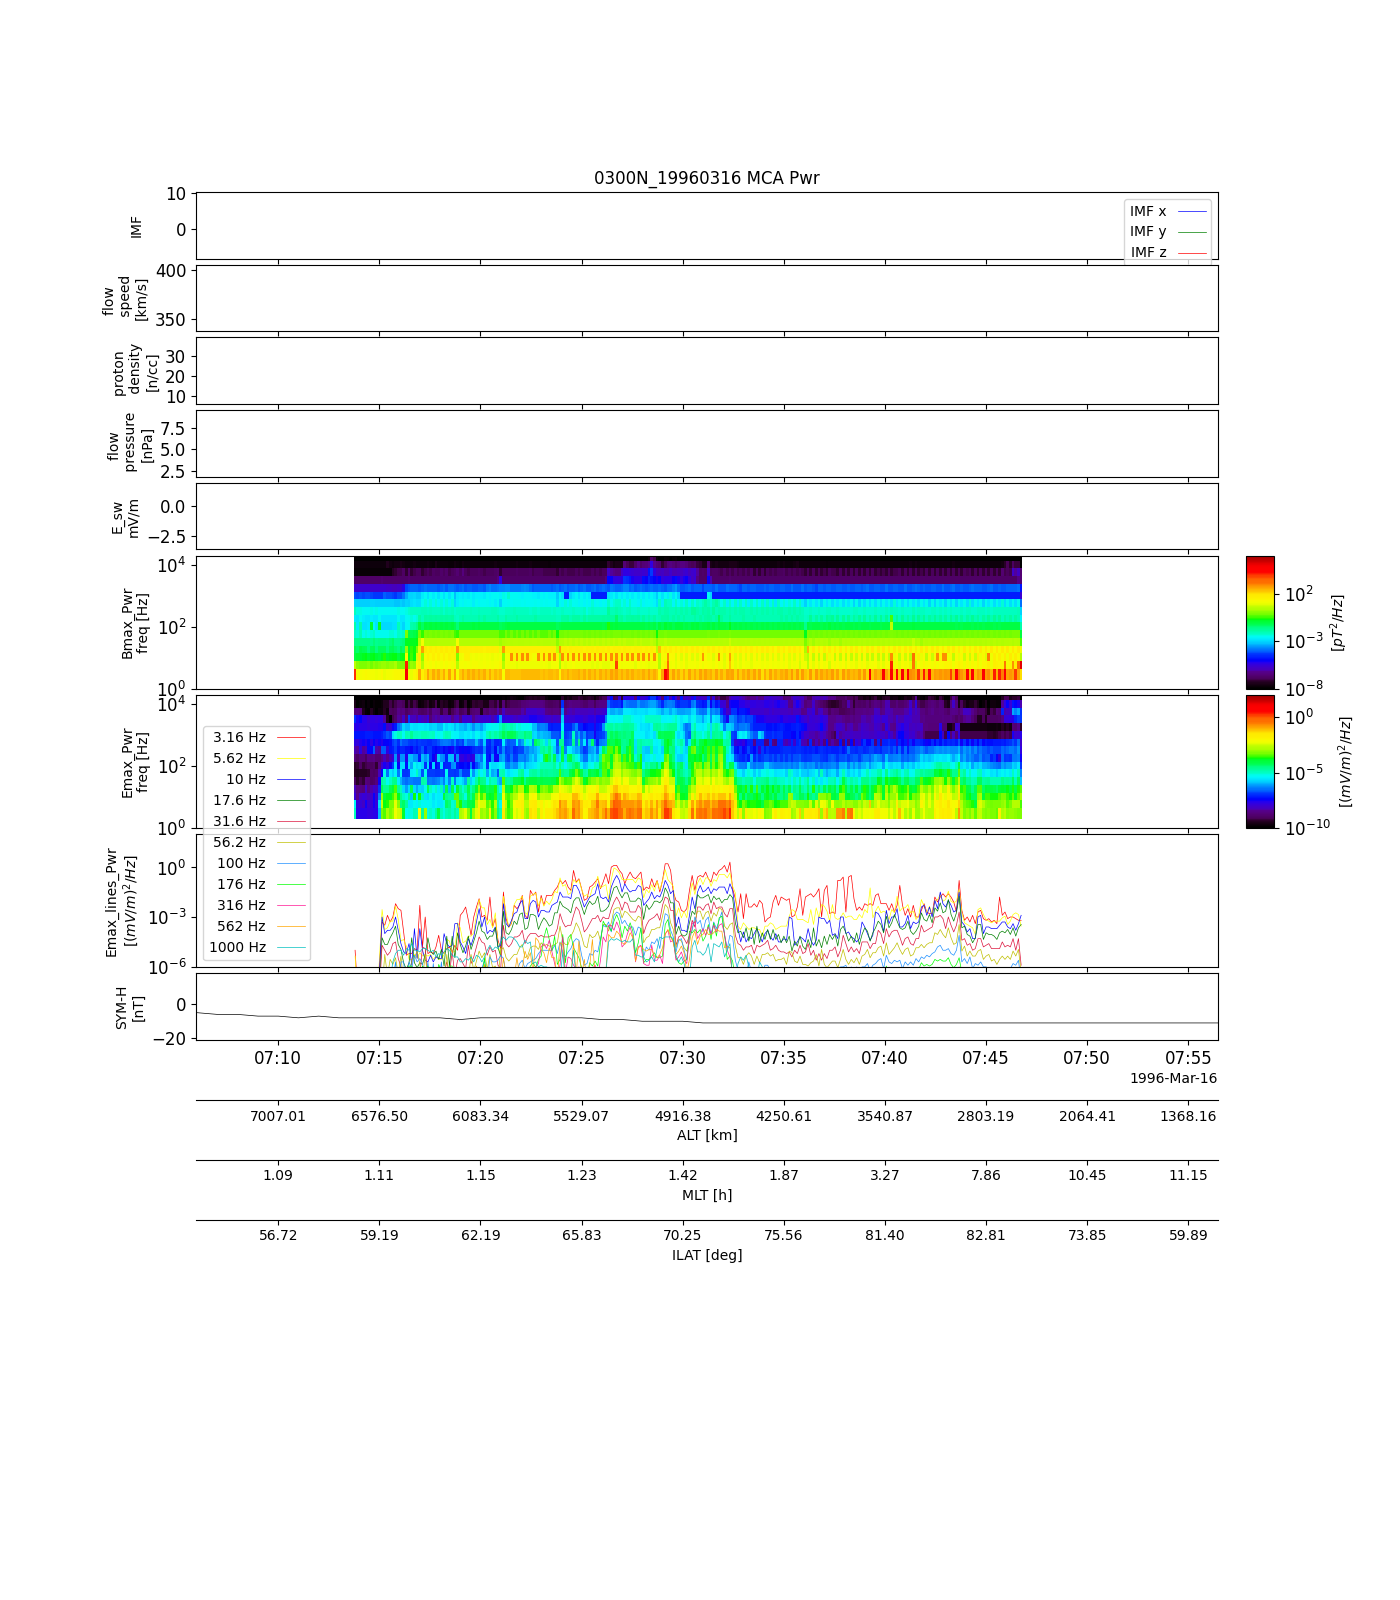 0300N_19960316 MCA Pwr
10
0
IMF
IMF x
IMF y
IMF z
400
350
flow
speed
[km/s]
30
20
10
proton
density
[n/cc]
7.5
5.0
2.5
flow
pressure
[nPa]
0.0
−2.5
E_sw
mV/m
10⁴
10²
10⁰
Bmax_Pwr
freq [Hz]
10²
10⁻³
10⁻⁸
[pT²/Hz]
10⁴
10²
10⁰
Emax_Pwr
freq [Hz]
10⁰
10⁻⁵
10⁻¹⁰
[(mV/m)²/Hz]
3.16 Hz
5.62 Hz
10 Hz
17.6 Hz
31.6 Hz
56.2 Hz
100 Hz
176 Hz
316 Hz
562 Hz
1000 Hz
10⁰
10⁻³
10⁻⁶
Emax_lines_Pwr
[(mV/m)²/Hz]
0
−20
SYM-H
[nT]
07:10 07:15 07:20 07:25 07:30 07:35 07:40 07:45 07:50 07:55
1996-Mar-16
7007.01 6576.50 6083.34 5529.07 4916.38 4250.61 3540.87 2803.19 2064.41 1368.16
ALT [km]
1.09 1.11 1.15 1.23 1.42 1.87 3.27 7.86 10.45 11.15
MLT [h]
56.72 59.19 62.19 65.83 70.25 75.56 81.40 82.81 73.85 59.89
ILAT [deg]